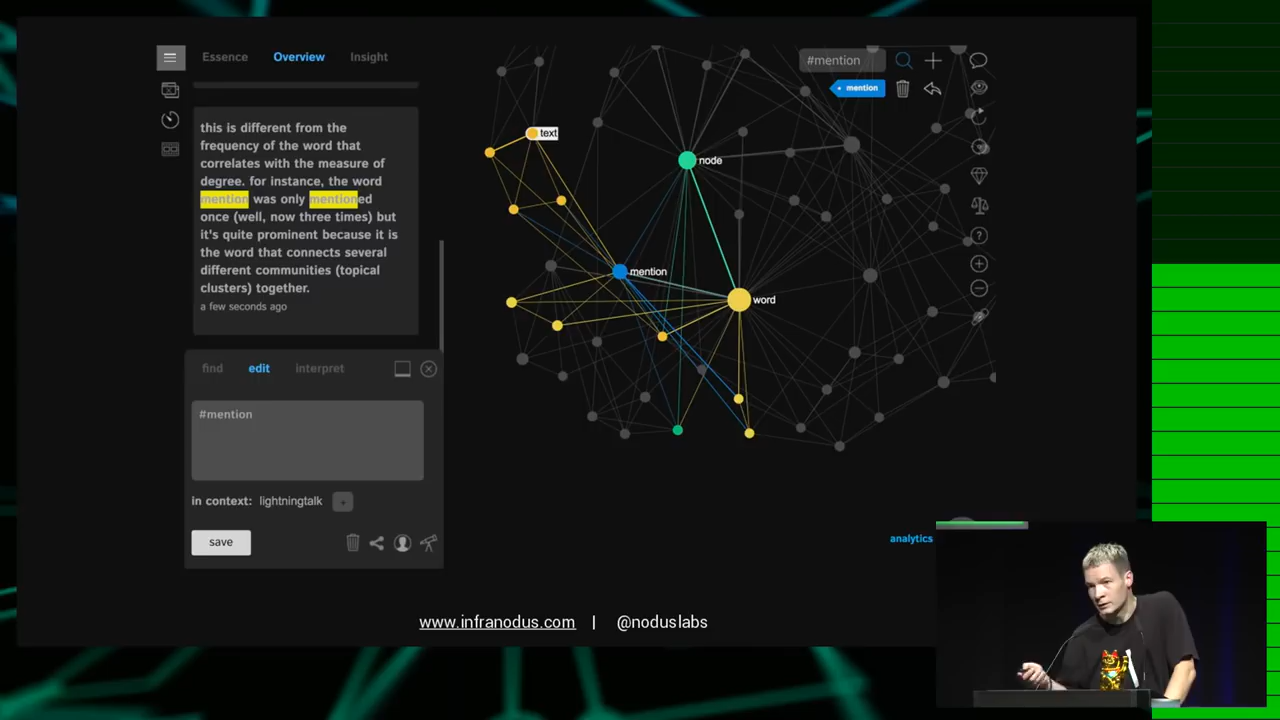 Essence Overview Insight
this is different from the
frequency of the word that
correlates with the measure of
degree. for instance, the word
mention was only mentioned
once (well, now three times) but
it's quite prominent because it is
the word that connects several
different communities (topical
clusters) together.
a few seconds ago
find edit interpret
#mention
in context: lightningtalk +
save
#mention
mention
text
node
mention
word
analytics
www.infranodus.com | @noduslabs